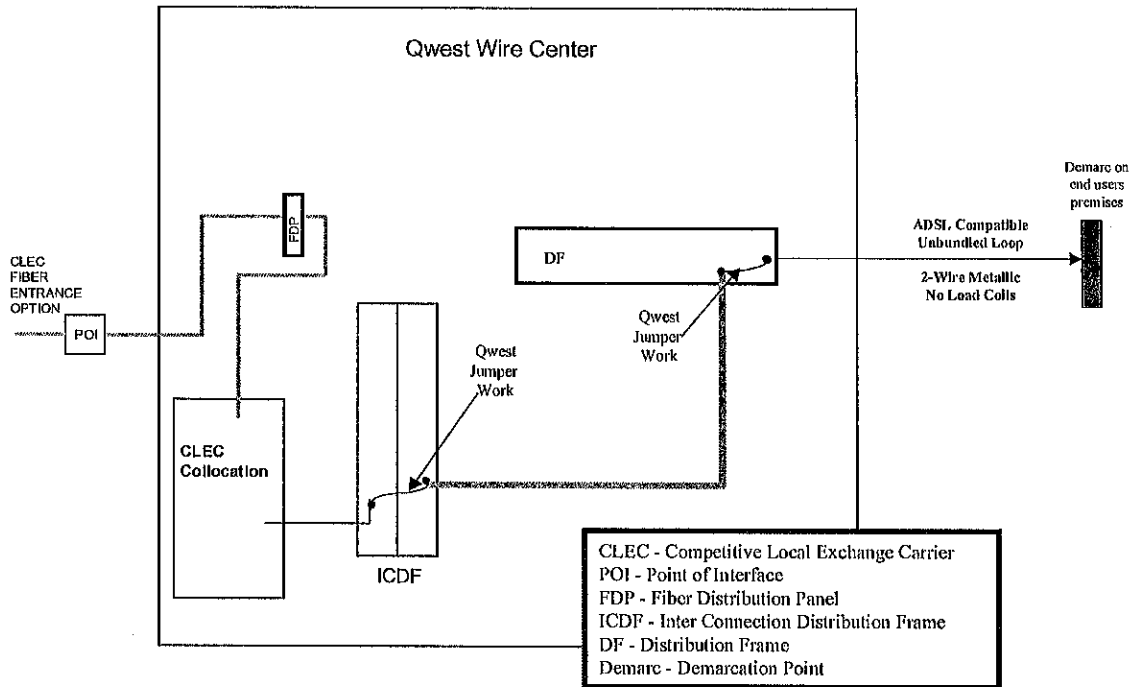 Qwest Wire Center
FDP
CLEC
FIBER
ENTRANCE
OPTION
POI
CLEC
Collocation
ICDF
Qwest
Jumper
Work
DF
Qwest
Jumper
Work
ADSL Compatible
Unbundled Loop
2-Wire Metallic
No Load Coils
Demarc on
end users
premises
CLEC - Competitive Local Exchange Carrier
POI - Point of Interface
FDP - Fiber Distribution Panel
ICDF - Inter Connection Distribution Frame
DF - Distribution Frame
Demarc - Demarcation Point